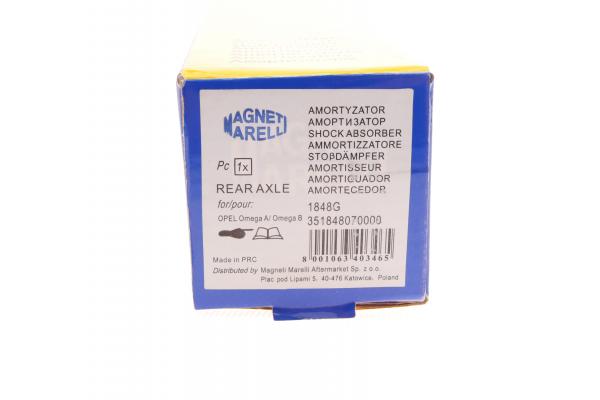 MAGNETI
MARELLI
Pc 1x
REAR AXLE
for/pour:
OPEL Omega A/ Omega B
Made in PRC
AMORTYZATOR
АМОРТИЗАТОР
SHOCK ABSORBER
AMMORTIZZATORE
STOßDÄMPFER
AMORTISSEUR
AMORTIGUADOR
AMORTECEDOR
1848G
351848070000
8 001063 403465
Distributed by Magneti Marelli Aftermarket Sp. z o.o.
Plac pod Lipami 5, 40-476 Katowice, Poland